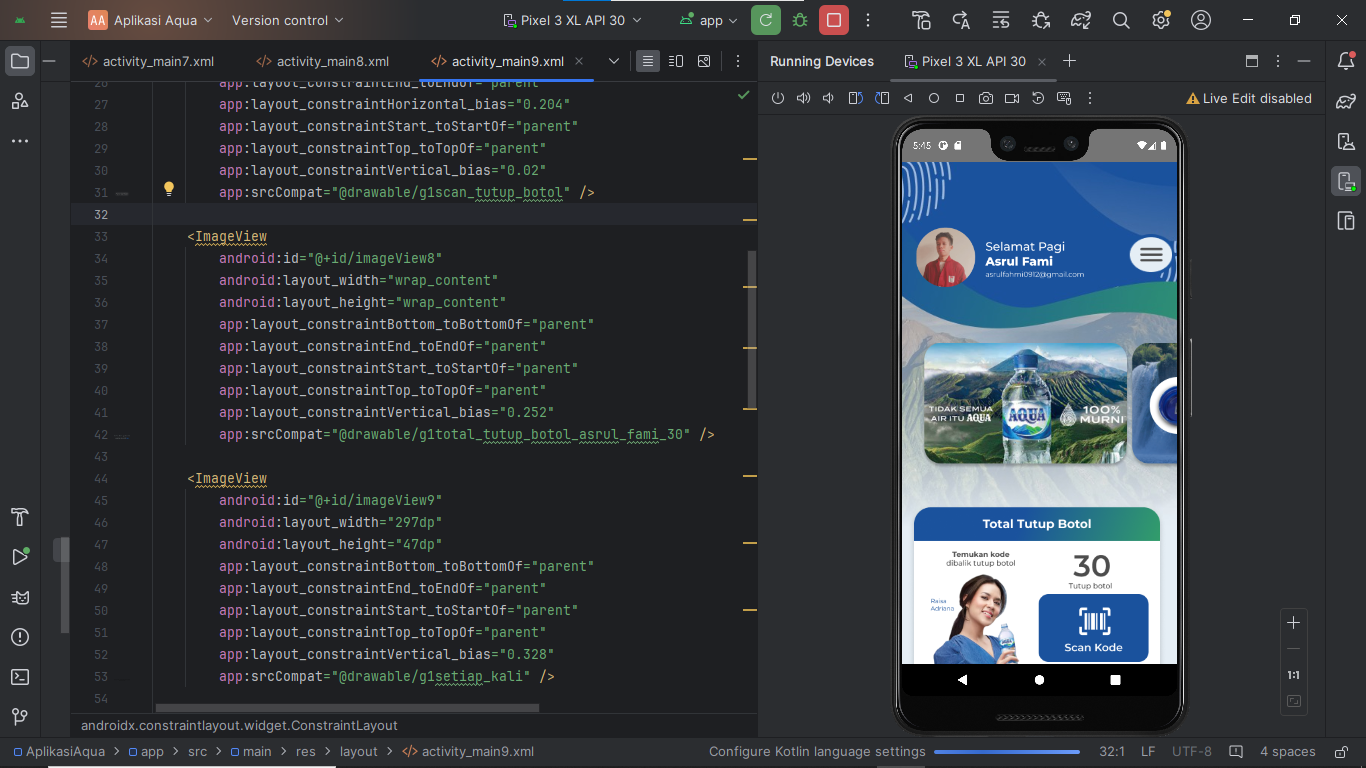 AA Aplikasi Aqua Version control Pixel 3 XL API 30 app
activity_main7.xml activity_main8.xml activity_main9.xml Running Devices Pixel 3 XL API 30
Live Edit disabled
26 app:layout_constraintEnd_toEndOf="parent"
27 app:layout_constraintHorizontal_bias="0.204"
28 app:layout_constraintStart_toStartOf="parent"
29 app:layout_constraintTop_toTopOf="parent"
30 app:layout_constraintVertical_bias="0.02"
31 app:srcCompat="@drawable/g1scan_tutup_botol" />
32
33 <ImageView
34 android:id="@+id/imageView8"
35 android:layout_width="wrap_content"
36 android:layout_height="wrap_content"
37 app:layout_constraintBottom_toBottomOf="parent"
38 app:layout_constraintEnd_toEndOf="parent"
39 app:layout_constraintStart_toStartOf="parent"
40 app:layout_constraintTop_toTopOf="parent"
41 app:layout_constraintVertical_bias="0.252"
42 app:srcCompat="@drawable/g1total_tutup_botol_asrul_fami_30" />
43
44 <ImageView
45 android:id="@+id/imageView9"
46 android:layout_width="297dp"
47 android:layout_height="47dp"
48 app:layout_constraintBottom_toBottomOf="parent"
49 app:layout_constraintEnd_toEndOf="parent"
50 app:layout_constraintStart_toStartOf="parent"
51 app:layout_constraintTop_toTopOf="parent"
52 app:layout_constraintVertical_bias="0.328"
53 app:srcCompat="@drawable/g1setiap_kali" />
54
androidx.constraintlayout.widget.ConstraintLayout
5:45
Selamat Pagi
Asrul Fami
asrulfahmi0912@gmail.com
TIDAK SEMUA
AIR ITU AQUA
AQUA
100%
MURNI
Total Tutup Botol
Temukan kode
dibalik tutup botol
30
Tutup botol
Raisa
Adriana
Scan Kode
1:1
AplikasiAqua > app > src > main > res > layout > activity_main9.xml Configure Kotlin language settings 32:1 LF UTF-8 4 spaces